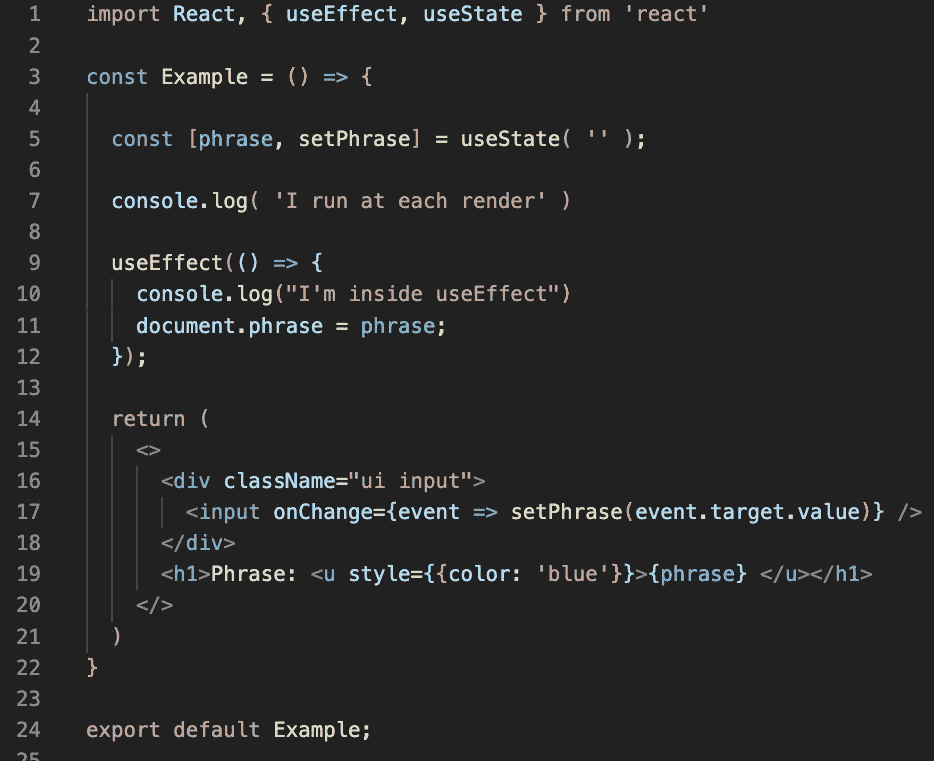 1 import React, { useEffect, useState } from 'react'
2
3 const Example = () => {
4
5 const [phrase, setPhrase] = useState( '' );
6
7 console.log( 'I run at each render' )
8
9 useEffect(() => {
10 console.log("I'm inside useEffect")
11 document.phrase = phrase;
12 });
13
14 return (
15 <>
16 <div className="ui input">
17 <input onChange={event => setPhrase(event.target.value)} />
18 </div>
19 <h1>Phrase: <u style={{color: 'blue'}}>{phrase} </u></h1>
20 </>
21 )
22 }
23
24 export default Example;
25